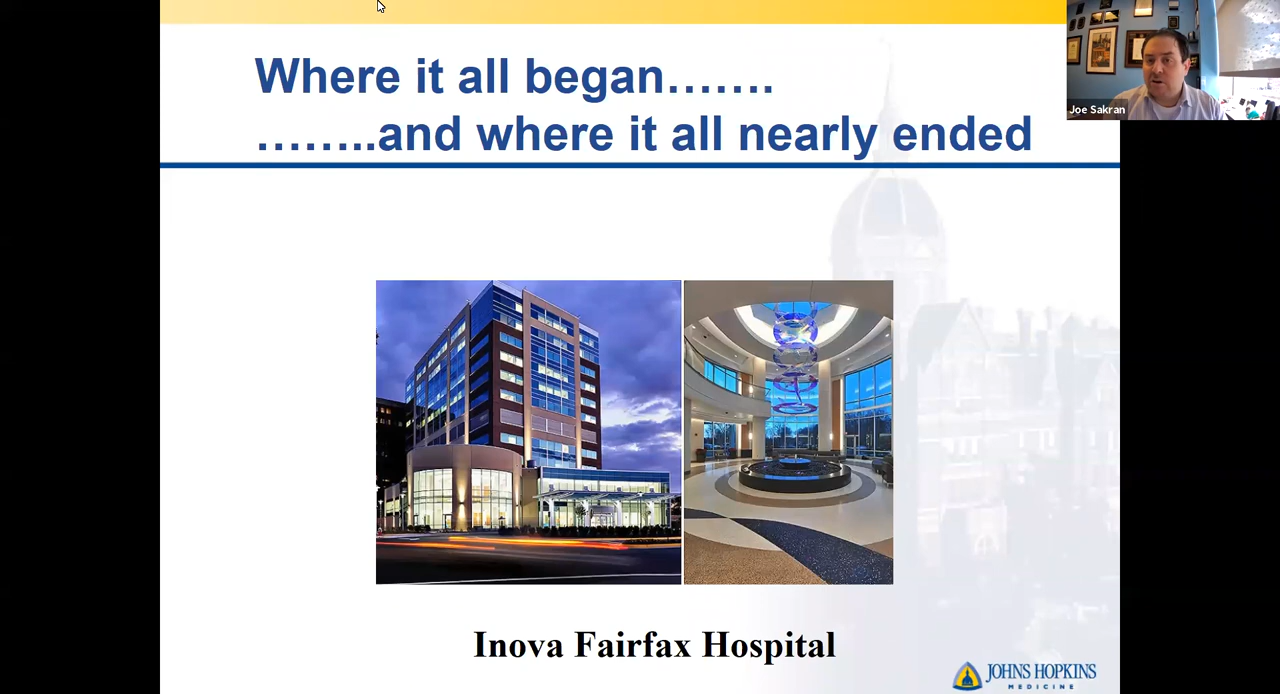 Where it all began…….
……..and where it all nearly ended
Joe Sakran
Inova Fairfax Hospital
JOHNS HOPKINS
MEDICINE